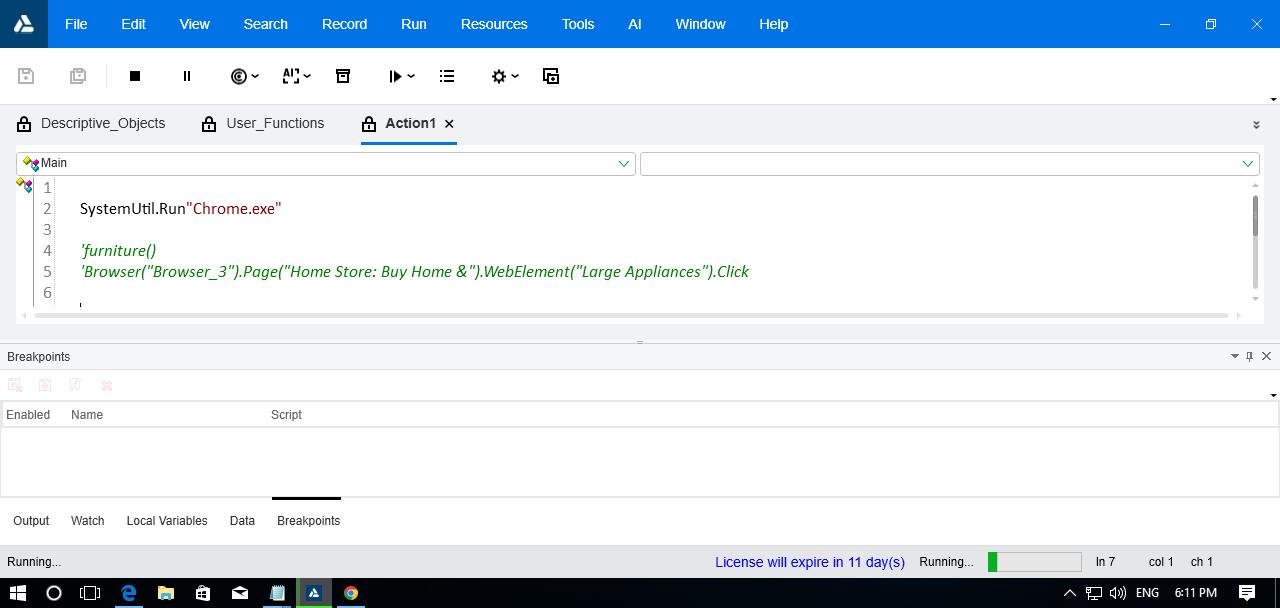 File Edit View Search Record Run Resources Tools AI Window Help
AI
Descriptive_Objects User_Functions Action1
Main
1
2 SystemUtil.Run"Chrome.exe"
3
4 'furniture()
5 'Browser("Browser_3").Page("Home Store: Buy Home &").WebElement("Large Appliances").Click
6
Breakpoints
Enabled Name Script
Output Watch Local Variables Data Breakpoints
Running... License will expire in 11 day(s) Running... ln 7 col 1 ch 1
ENG 6:11 PM